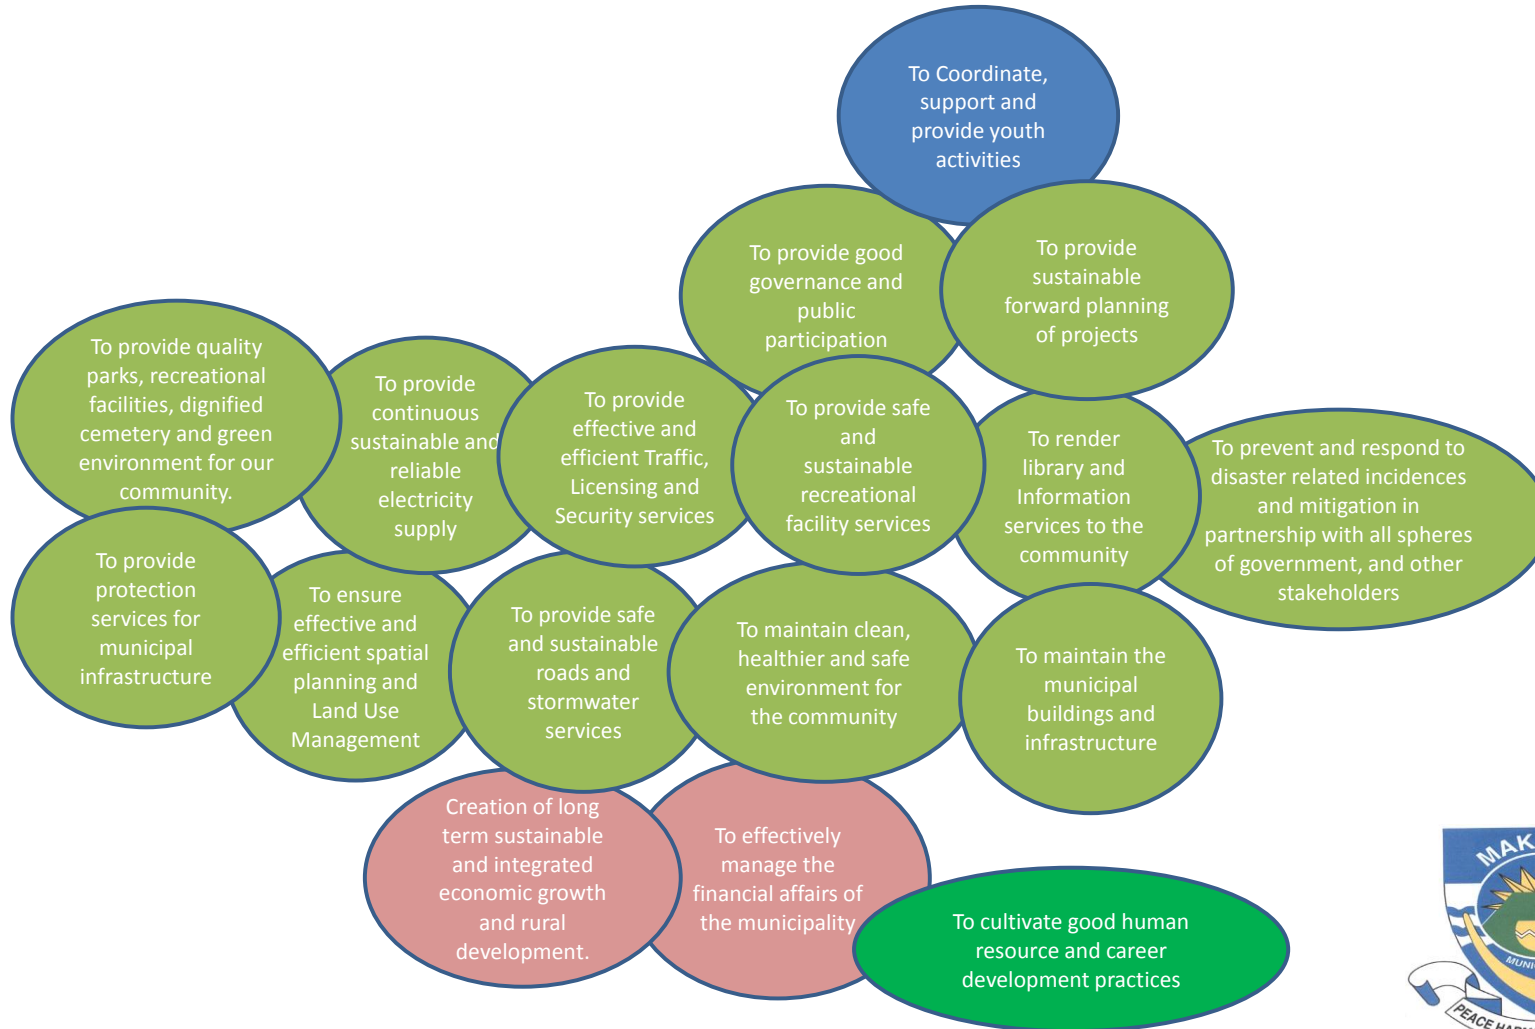 To Coordinate,
support and
provide youth
activities
To provide good
governance and
public
participation
To provide
sustainable
forward planning
of projects
To provide quality
parks, recreational
facilities, dignified
cemetery and green
environment for our
community.
To provide
continuous
sustainable and
reliable
electricity
supply
To provide
effective and
efficient Traffic,
Licensing and
Security services
To provide safe
and
sustainable
recreational
facility services
To render
library and
Information
services to the
community
To prevent and respond to
disaster related incidences
and mitigation in
partnership with all spheres
of government, and other
stakeholders
To provide
protection
services for
municipal
infrastructure
To ensure
effective and
efficient spatial
planning and
Land Use
Management
To provide safe
and sustainable
roads and
stormwater
services
To maintain clean,
healthier and safe
environment for
the community
To maintain the
municipal
buildings and
infrastructure
Creation of long
term sustainable
and integrated
economic growth
and rural
development.
To effectively
manage the
financial affairs of
the municipality
To cultivate good human
resource and career
development practices
MAK
MUNI
PEACE HAR